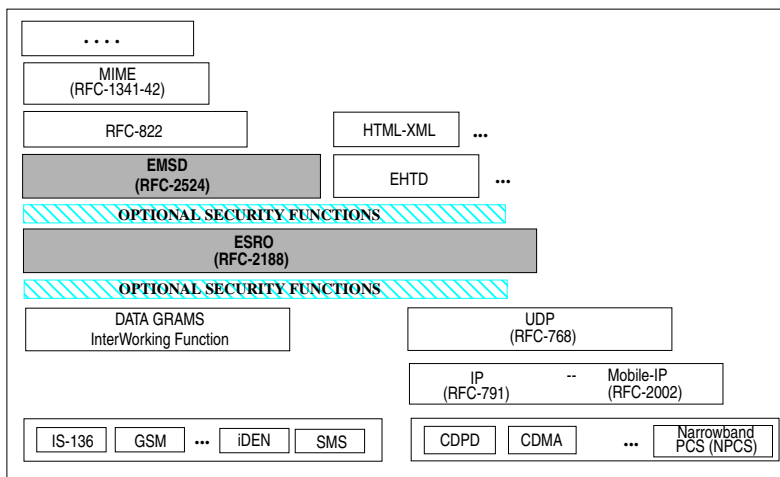 ....
MIME
(RFC-1341-42)
RFC-822
HTML-XML ...
EMSD
(RFC-2524)
EHTD ...
OPTIONAL SECURITY FUNCTIONS
ESRO
(RFC-2188)
OPTIONAL SECURITY FUNCTIONS
DATA GRAMS
InterWorking Function
UDP
(RFC-768)
IP -- Mobile-IP
(RFC-791) (RFC-2002)
IS-136 GSM ... iDEN SMS
CDPD CDMA ... Narrowband
PCS (NPCS)